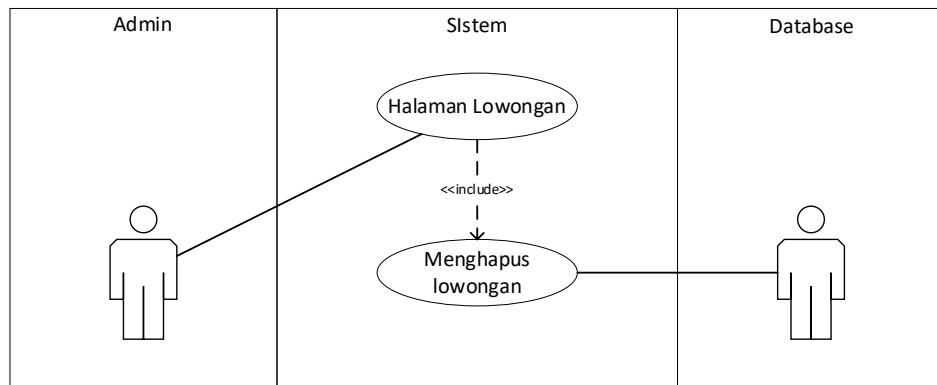 Admin
SIstem
Database
Halaman Lowongan
<<include>>
Menghapus
lowongan